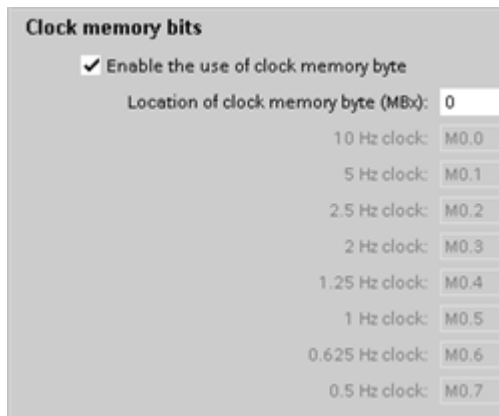 Clock memory bits
Enable the use of clock memory byte
Location of clock memory byte (MBx): 0
10 Hz clock: M0.0
5 Hz clock: M0.1
2.5 Hz clock: M0.2
2 Hz clock: M0.3
1.25 Hz clock: M0.4
1 Hz clock: M0.5
0.625 Hz clock: M0.6
0.5 Hz clock: M0.7